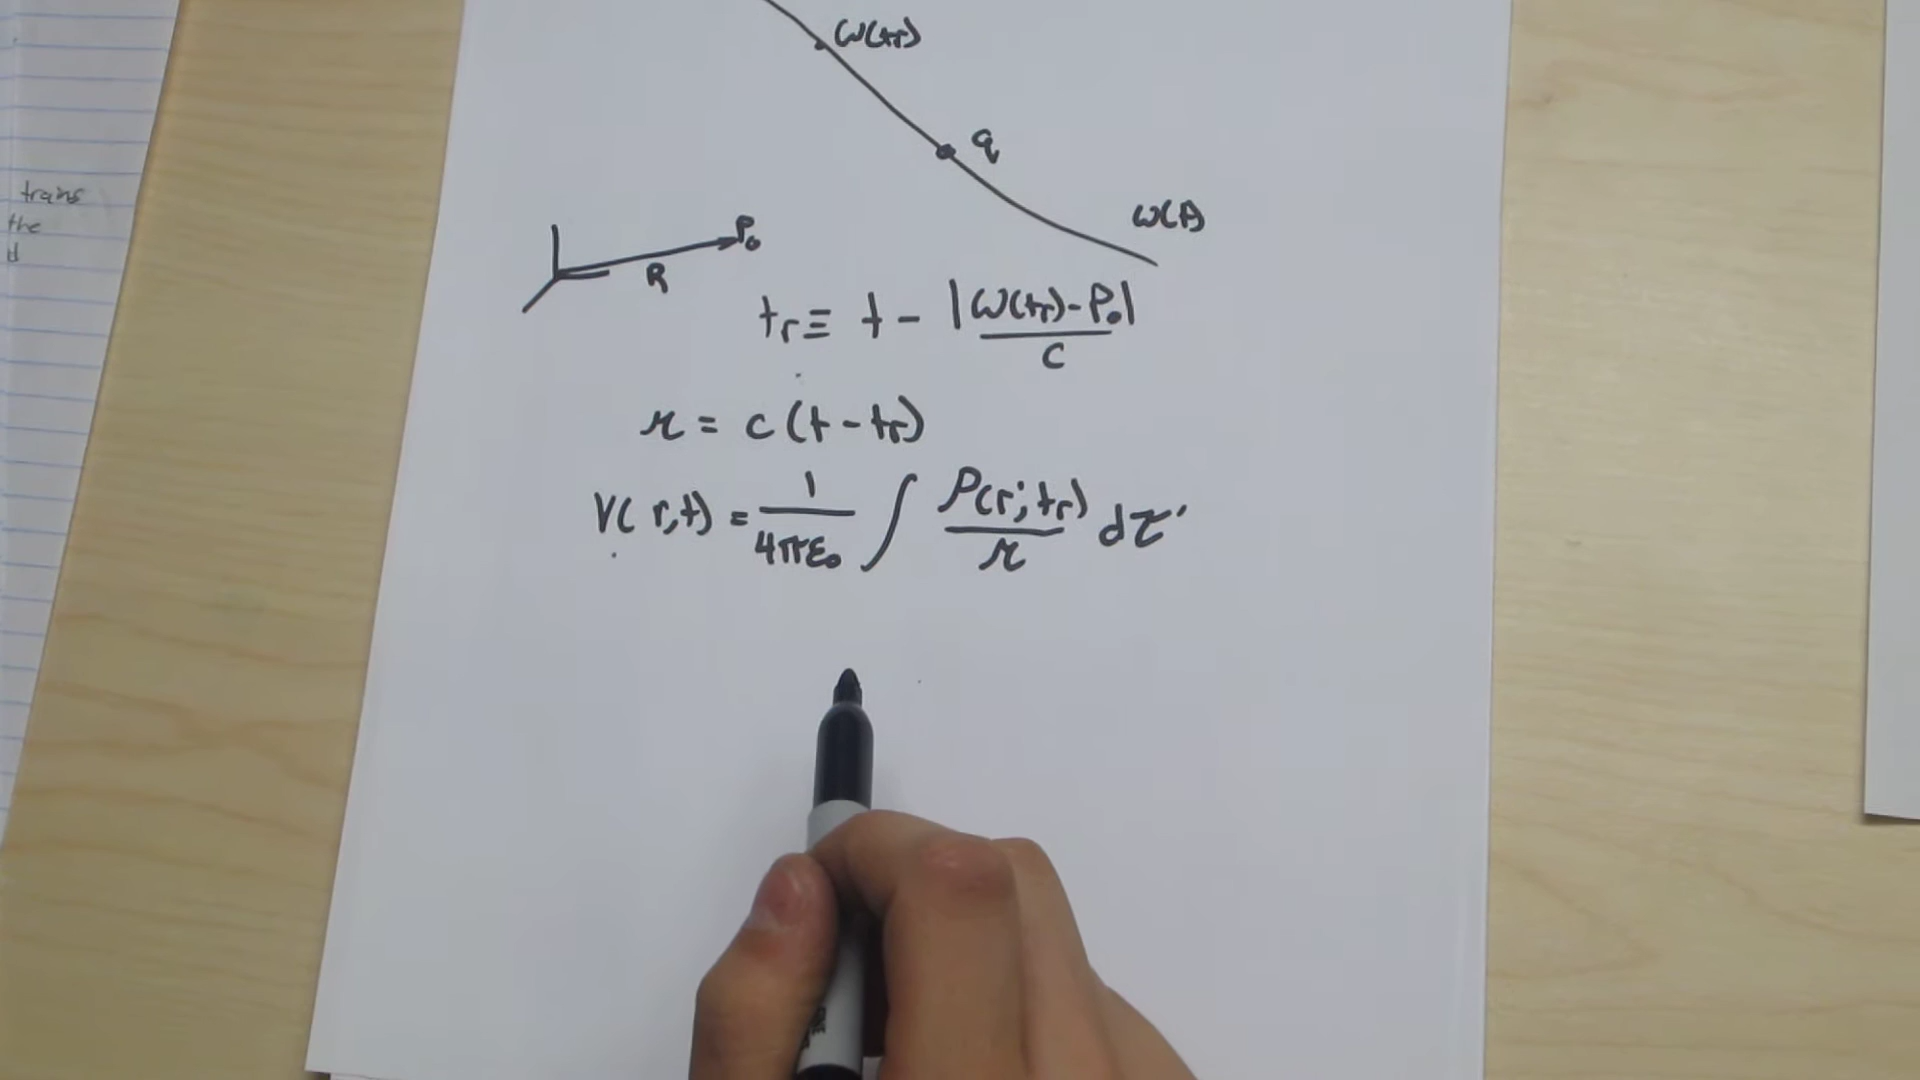 w(tr)
q
trans
the
d
w(t)
P₀
R
tr ≡ t - |w(tr) - P₀| / c
r = c (t - tr)
V(r,t) = 1/4πε₀ ∫ ρ(r', tr) / r dτ'